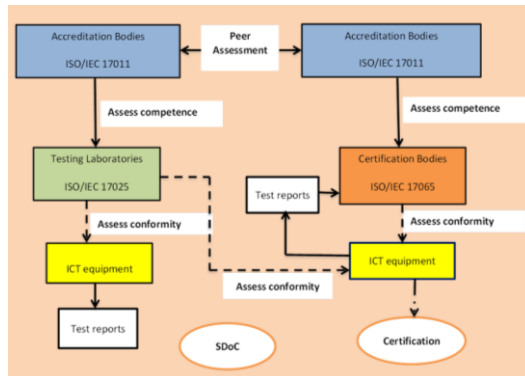 Accreditation Bodies
ISO/IEC 17011
Peer
Assessment
Accreditation Bodies
ISO/IEC 17011
Assess competence
Assess competence
Testing Laboratories
ISO/IEC 17025
Certification Bodies
ISO/IEC 17065
Test reports
Assess conformity
Assess conformity
ICT equipment
ICT equipment
Assess conformity
Test reports
SDoC
Certification